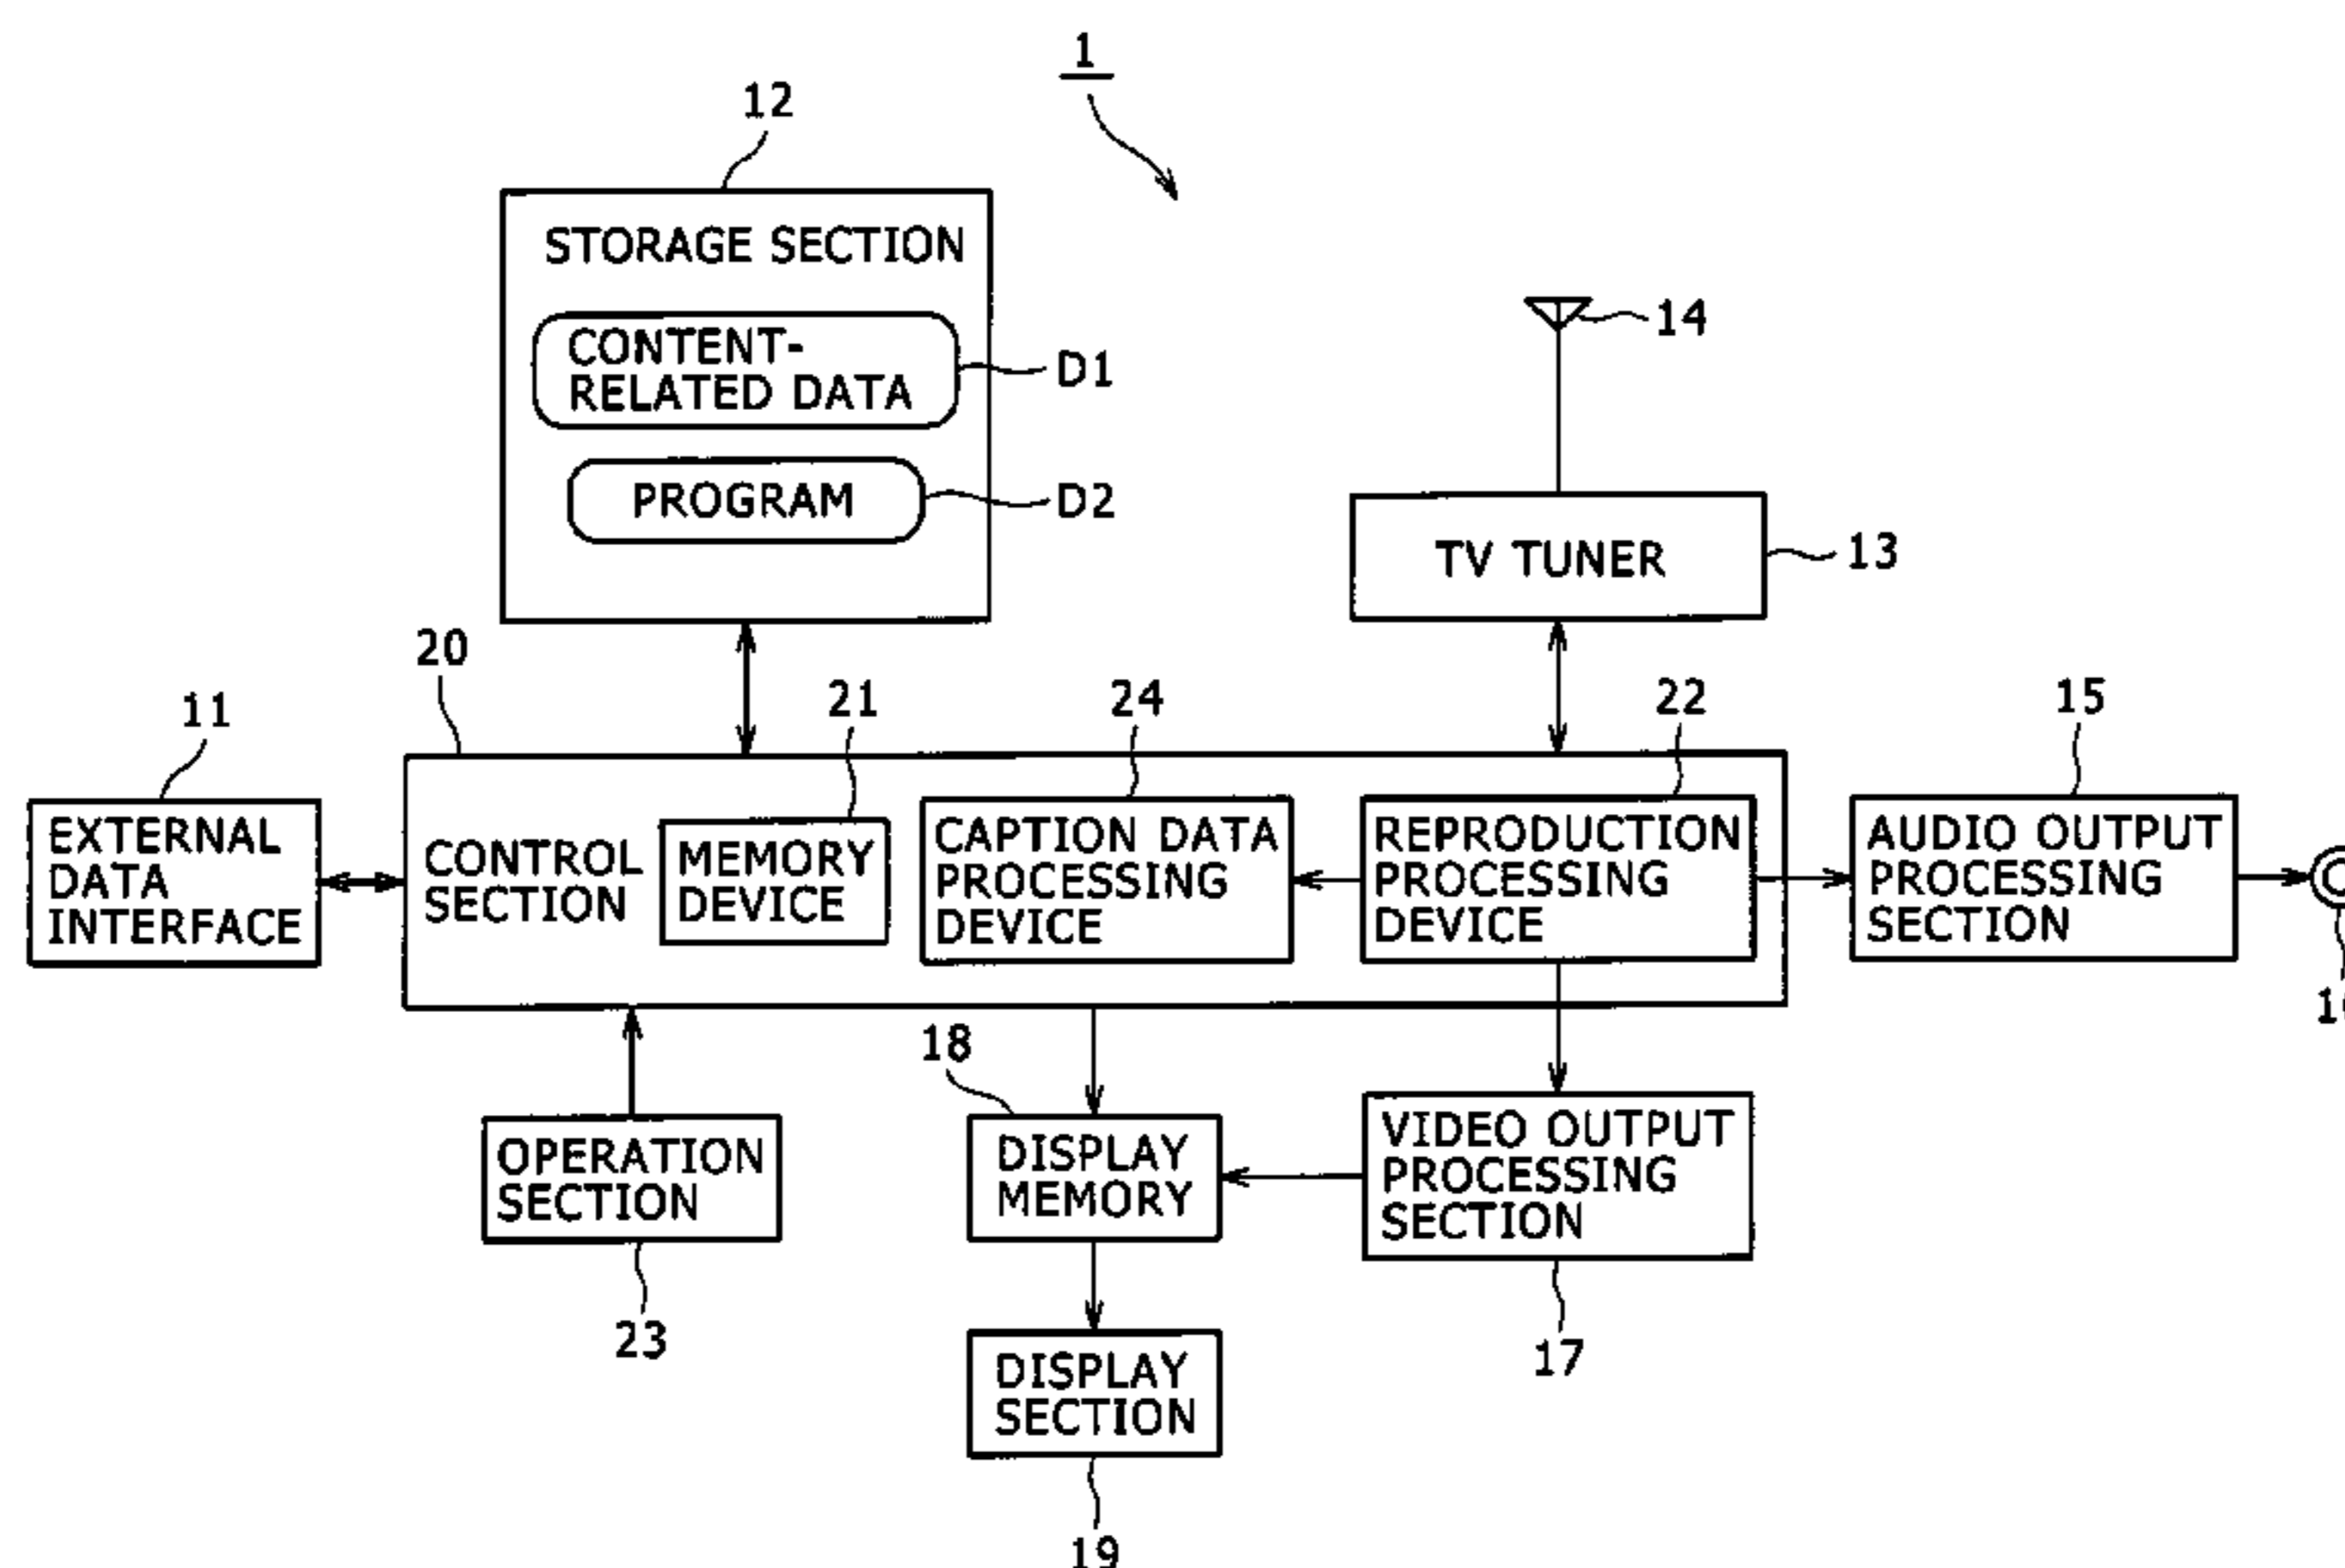 1
12
STORAGE SECTION
CONTENT-
RELATED DATA
D1
PROGRAM
D2
14
TV TUNER
13
20
11
21
24
22
15
EXTERNAL
DATA
INTERFACE
CONTROL
SECTION
MEMORY
DEVICE
CAPTION DATA
PROCESSING
DEVICE
REPRODUCTION
PROCESSING
DEVICE
AUDIO OUTPUT
PROCESSING
SECTION
18
OPERATION
SECTION
23
DISPLAY
MEMORY
VIDEO OUTPUT
PROCESSING
SECTION
17
DISPLAY
SECTION
19